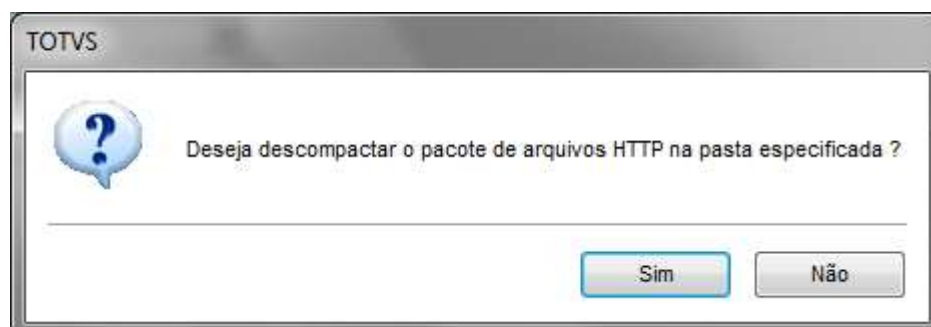 TOTVS
Deseja descompactar o pacote de arquivos HTTP na pasta especificada ?
Sim
Não